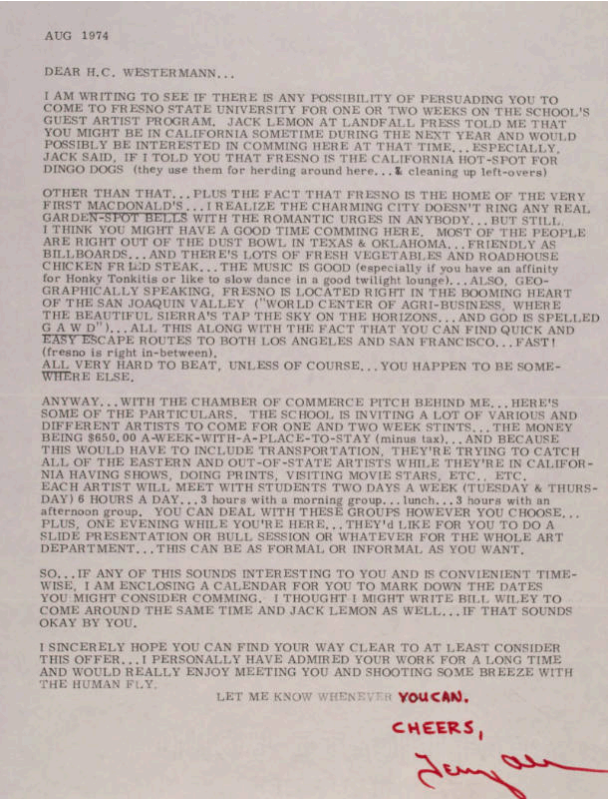 AUG 1974
DEAR H.C. WESTERMANN...
I AM WRITING TO SEE IF THERE IS ANY POSSIBILITY OF PERSUADING YOU TO
COME TO FRESNO STATE UNIVERSITY FOR ONE OR TWO WEEKS ON THE SCHOOL'S
GUEST ARTIST PROGRAM. JACK LEMON AT LANDFALL PRESS TOLD ME THAT
YOU MIGHT BE IN CALIFORNIA SOMETIME DURING THE NEXT YEAR AND WOULD
POSSIBLY BE INTERESTED IN COMMING HERE AT THAT TIME...ESPECIALLY,
JACK SAID, IF I TOLD YOU THAT FRESNO IS THE CALIFORNIA HOT-SPOT FOR
DINGO DOGS (they use them for herding around here...& cleaning up left-overs)
OTHER THAN THAT...PLUS THE FACT THAT FRESNO IS THE HOME OF THE VERY
FIRST MACDONALD'S...I REALIZE THE CHARMING CITY DOESN'T RING ANY REAL
GARDEN-SPOT BELLS WITH THE ROMANTIC URGES IN ANYBODY...BUT STILL
I THINK YOU MIGHT HAVE A GOOD TIME COMMING HERE. MOST OF THE PEOPLE
ARE RIGHT OUT OF THE DUST BOWL IN TEXAS & OKLAHOMA...FRIENDLY AS
BILLBOARDS...AND THERE'S LOTS OF FRESH VEGETABLES AND ROADHOUSE
CHICKEN FRIED STEAK...THE MUSIC IS GOOD (especially if you have an affinity
for Honky Tonkitis or like to slow dance in a good twilight lounge)...ALSO, GEO-
GRAPHICALLY SPEAKING, FRESNO IS LOCATED RIGHT IN THE BOOMING HEART
OF THE SAN JOAQUIN VALLEY ("WORLD CENTER OF AGRI-BUSINESS, WHERE
THE BEAUTIFUL SIERRA'S TAP THE SKY ON THE HORIZONS...AND GOD IS SPELLED
G A W D")...ALL THIS ALONG WITH THE FACT THAT YOU CAN FIND QUICK AND
EASY ESCAPE ROUTES TO BOTH LOS ANGELES AND SAN FRANCISCO...FAST!
(fresno is right in-between).
ALL VERY HARD TO BEAT, UNLESS OF COURSE...YOU HAPPEN TO BE SOME-
WHERE ELSE.
ANYWAY...WITH THE CHAMBER OF COMMERCE PITCH BEHIND ME...HERE'S
SOME OF THE PARTICULARS. THE SCHOOL IS INVITING A LOT OF VARIOUS AND
DIFFERENT ARTISTS TO COME FOR ONE AND TWO WEEK STINTS...THE MONEY
BEING $650.00 A-WEEK-WITH-A-PLACE-TO-STAY (minus tax)...AND BECAUSE
THIS WOULD HAVE TO INCLUDE TRANSPORTATION, THEY'RE TRYING TO CATCH
ALL OF THE EASTERN AND OUT-OF-STATE ARTISTS WHILE THEY'RE IN CALIFOR-
NIA HAVING SHOWS, DOING PRINTS, VISITING MOVIE STARS, ETC., ETC.
EACH ARTIST WILL MEET WITH STUDENTS TWO DAYS A WEEK (TUESDAY & THURS-
DAY) 6 HOURS A DAY...3 hours with a morning group...lunch...3 hours with an
afternoon group. YOU CAN DEAL WITH THESE GROUPS HOWEVER YOU CHOOSE...
PLUS, ONE EVENING WHILE YOU'RE HERE...THEY'd LIKE FOR YOU TO DO A
SLIDE PRESENTATION OR BULL SESSION OR WHATEVER FOR THE WHOLE ART
DEPARTMENT...THIS CAN BE AS FORMAL OR INFORMAL AS YOU WANT.
SO...IF ANY OF THIS SOUNDS INTERESTING TO YOU AND IS CONVIENIENT TIME-
WISE, I AM ENCLOSING A CALENDAR FOR YOU TO MARK DOWN THE DATES
YOU MIGHT CONSIDER COMMING. I THOUGHT I MIGHT WRITE BILL WILEY TO
COME AROUND THE SAME TIME AND JACK LEMON AS WELL...IF THAT SOUNDS
OKAY BY YOU.
I SINCERELY HOPE YOU CAN FIND YOUR WAY CLEAR TO AT LEAST CONSIDER
THIS OFFER...I PERSONALLY HAVE ADMIRED YOUR WORK FOR A LONG TIME
AND WOULD REALLY ENJOY MEETING YOU AND SHOOTING SOME BREEZE WITH
THE HUMAN FLY.
LET ME KNOW WHENEVER YOU CAN.
CHEERS,